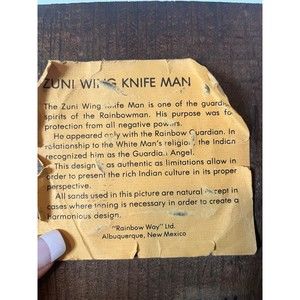 ZUNI WING KNIFE MAN
The Zuni Wing Knife Man is one of the guardian
spirits of the Rainbowman. His purpose was for
protection from all negative powers.
He appeared only with the Rainbow Guardian. In
relationship to the White Man's religion, the Indian
recognized him as the Guardian Angel.
This design is as authentic as limitations allow in
order to present the rich Indian culture in its proper
perspective.
All sands used in this picture are natural except in
cases where toning is necessary in order to create a
harmonious design.
"Rainbow Way" Ltd.
Albuquerque, New Mexico